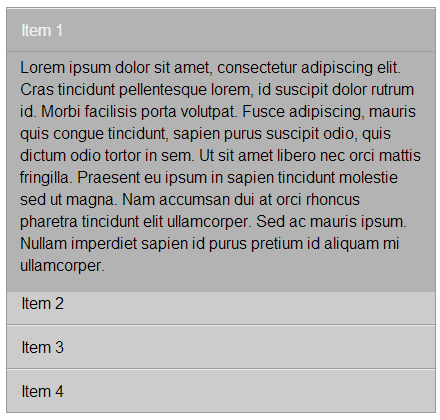 Item 1
Lorem ipsum dolor sit amet, consectetur adipiscing elit.
Cras tincidunt pellentesque lorem, id suscipit dolor rutrum
id. Morbi facilisis porta volutpat. Fusce adipiscing, mauris
quis congue tincidunt, sapien purus suscipit odio, quis
dictum odio tortor in sem. Ut sit amet libero nec orci mattis
fringilla. Praesent eu ipsum in sapien tincidunt molestie
sed ut magna. Nam accumsan dui at orci rhoncus
pharetra tincidunt elit ullamcorper. Sed ac mauris ipsum.
Nullam imperdiet sapien id purus pretium id aliquam mi
ullamcorper.
Item 2
Item 3
Item 4